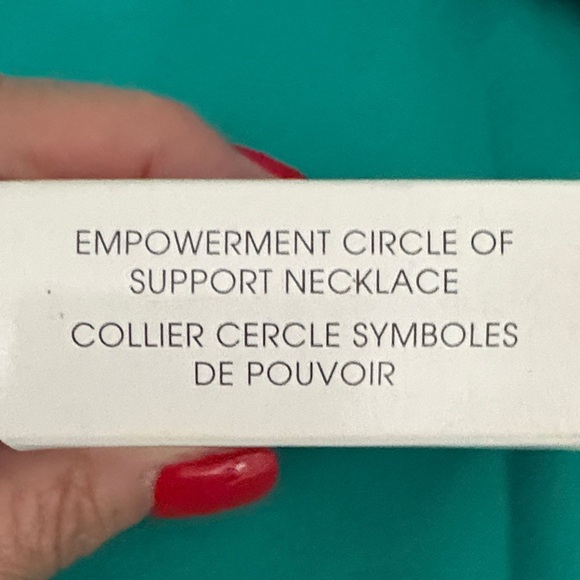 EMPOWERMENT CIRCLE OF
SUPPORT NECKLACE
COLLIER CERCLE SYMBOLES
DE POUVOIR